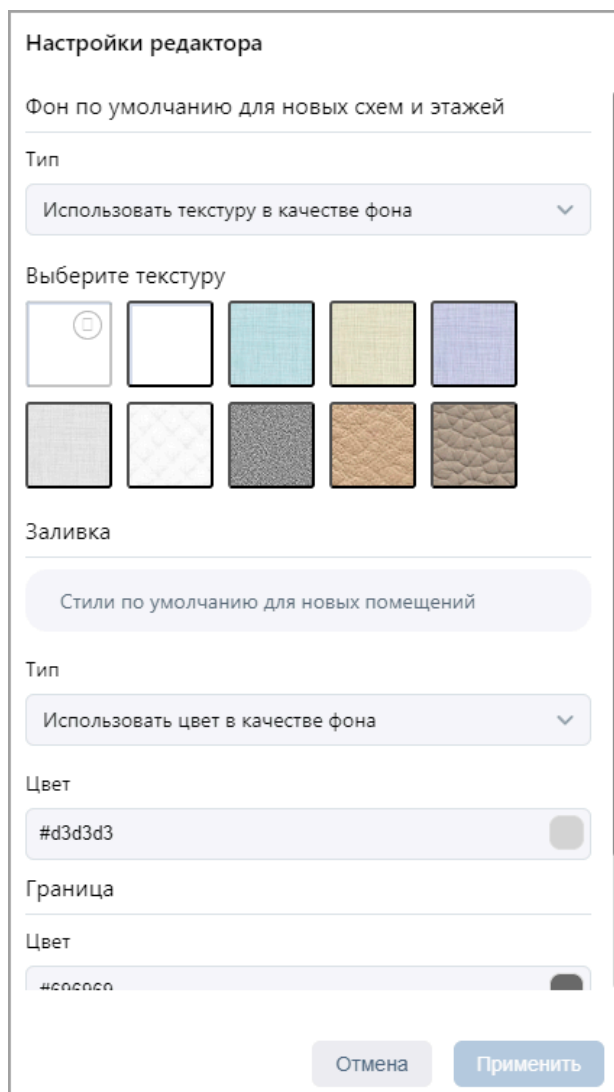 Настройки редактора
Фон по умолчанию для новых схем и этажей
Тип
Использовать текстуру в качестве фона
Выберите текстуру
Заливка
Стили по умолчанию для новых помещений
Тип
Использовать цвет в качестве фона
Цвет
#d3d3d3
Граница
Цвет
#696969
Отмена
Применить